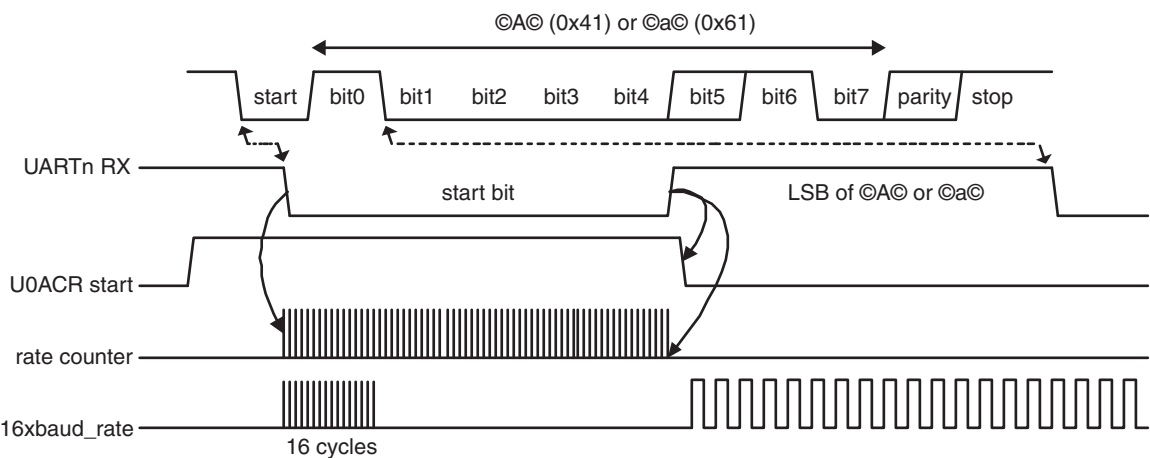 ©A© (0x41) or ©a© (0x61)
start bit0 bit1 bit2 bit3 bit4 bit5 bit6 bit7 parity stop
UARTn RX
start bit
LSB of ©A© or ©a©
U0ACR start
rate counter
16xbaud_rate
16 cycles